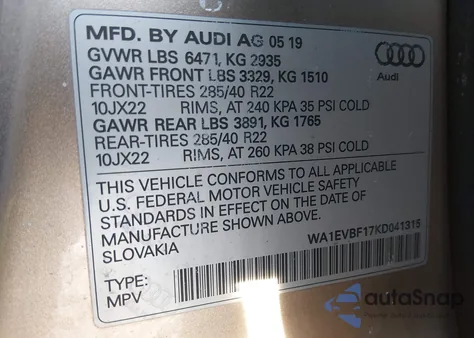 MFD. BY AUDI AG 05 19
GVWR LBS 6471, KG 2935
GAWR FRONT LBS 3329, KG 1510
FRONT-TIRES 285/40 R22
10JX22 RIMS, AT 240 KPA 35 PSI COLD
GAWR REAR LBS 3891, KG 1765
REAR-TIRES 285/40 R22
10JX22 RIMS, AT 260 KPA 38 PSI COLD
Audi
THIS VEHICLE CONFORMS TO ALL APPLICABLE
U.S. FEDERAL MOTOR VEHICLE SAFETY
STANDARDS IN EFFECT ON THE DATE OF
MANUFACTURE SHOWN ABOVE.
SLOVAKIA
WA1EVBF17KD041315
TYPE:
MPV
autoSnap